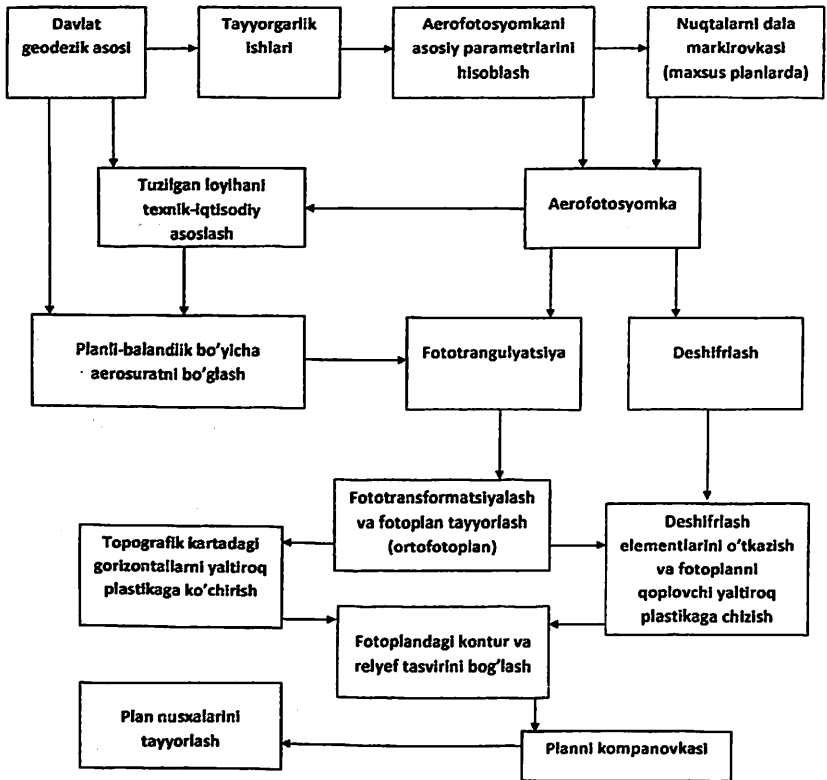 Davlat
geodezik asosi
Tayyorgarlik
ishlari
Aerofotosyomkani
asosiy parametrlarini
hisoblash
Nuqtalarni dala
markirovkasi
(maxsus planlarda)
Tuzilgan loyihani
texnik-iqtisodiy
asoslash
Aerofotosyomka
Planli-balandlik bo'yicha
aerosuratni bo'glash
Fototrangulyatsiya
Deshifrlash
Fototransformatsiyalash
va fotoplan tayyorlash
(ortofotoplan)
Topografik kartadagi
gorizontallarni yaltiroq
plastikaga ko'chirish
Deshifrlash
elementlarini o'tkazish
va fotoplanni
qoplovchi yaltiroq
plastikaga chizish
Fotoplandagi kontur va
relyef tasvirini bog'lash
Plan nusxalarini
tayyorlash
Planni kompanovkasi